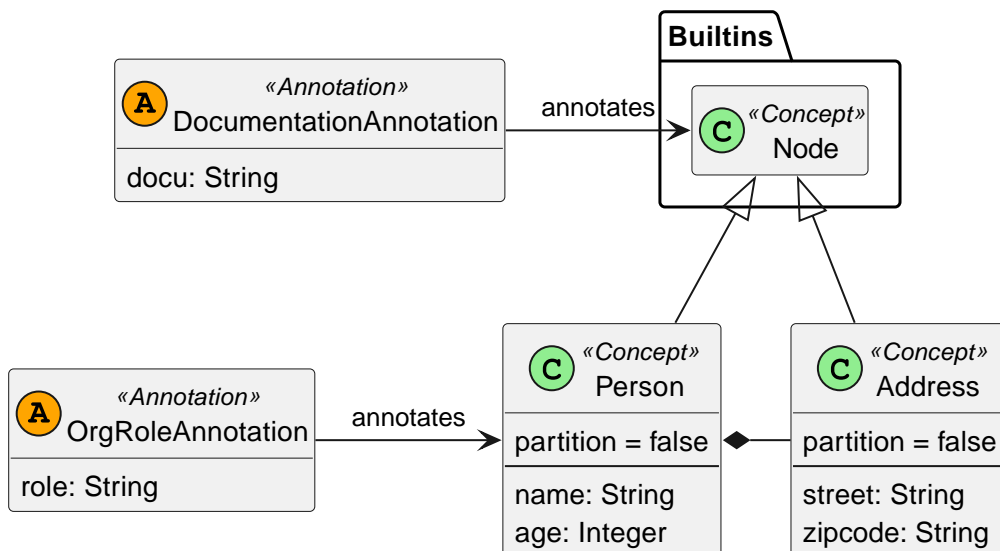 Builtins
A
«Annotation»
DocumentationAnnotation
docu: String
annotates
C
«Concept»
Node
A
«Annotation»
OrgRoleAnnotation
role: String
annotates
C
«Concept»
Person
partition = false
name: String
age: Integer
C
«Concept»
Address
partition = false
street: String
zipcode: String